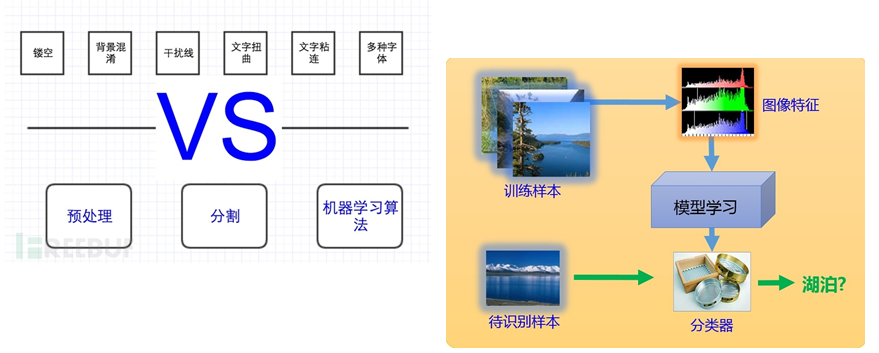 镂空
背景混
淆
干扰线
文字扭
曲
文字粘
连
多种字
体
VS
预处理
分割
机器学习算
法
REEBUF
训练样本
图像特征
模型学习
待识别样本
分类器
湖泊?